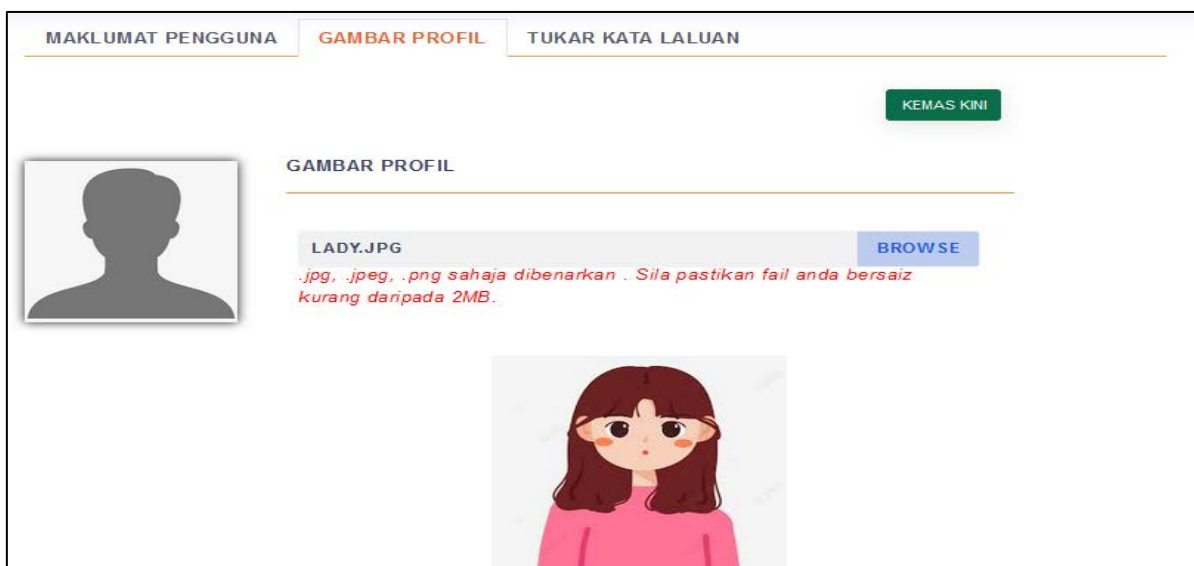 MAKLUMAT PENGGUNA
GAMBAR PROFIL
TUKAR KATA LALUAN
KEMAS KINI
GAMBAR PROFIL
LADY.JPG
BROWSE
.jpg, .jpeg, .png sahaja dibenarkan . Sila pastikan fail anda bersaiz
kurang daripada 2MB.